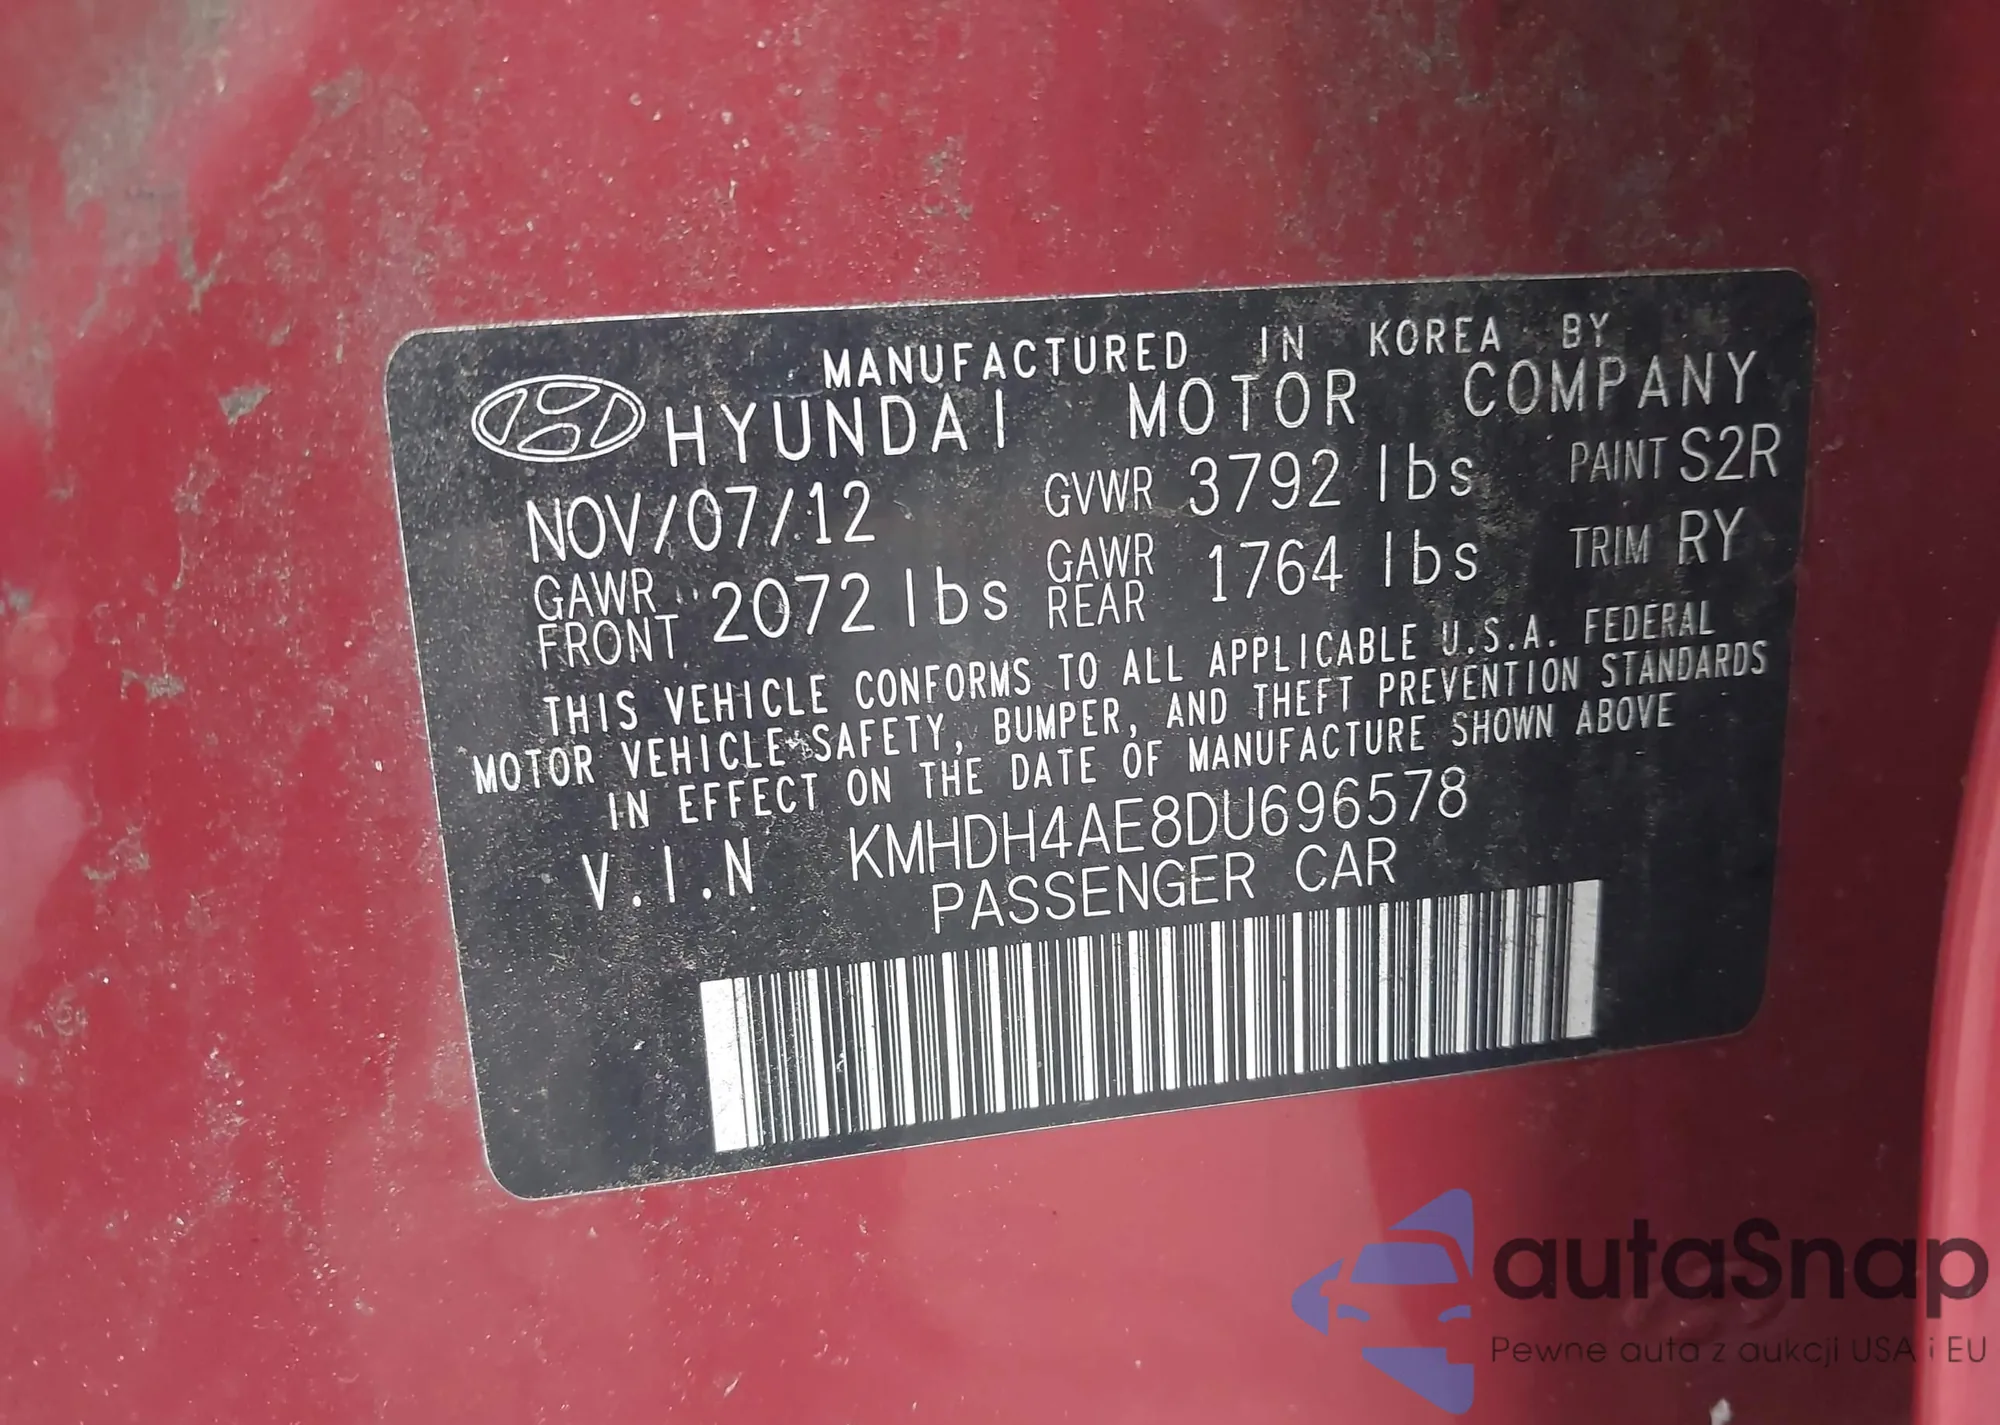 MANUFACTURED IN KOREA BY
HYUNDAI MOTOR COMPANY
NOV/07/12 GVWR 3792 lbs PAINT S2R
GAWR FRONT 2072 lbs GAWR REAR 1764 lbs TRIM RY
THIS VEHICLE CONFORMS TO ALL APPLICABLE U.S.A. FEDERAL
MOTOR VEHICLE SAFETY, BUMPER, AND THEFT PREVENTION STANDARDS
IN EFFECT ON THE DATE OF MANUFACTURE SHOWN ABOVE
V.I.N KMHDH4AE8DU696578
PASSENGER CAR
autaSnap
Pewne auta z aukcji USA i EU